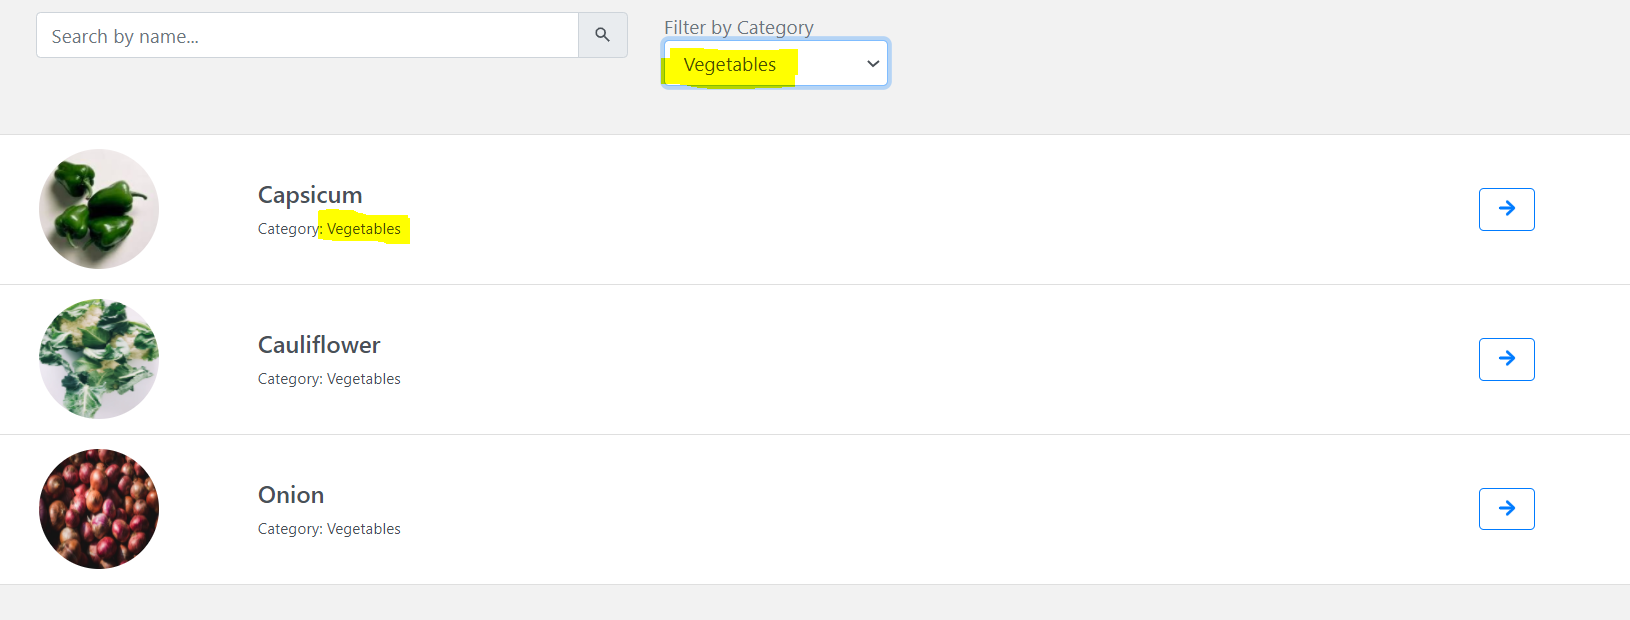 Search by name...
Filter by Category
Vegetables
Capsicum
Category: Vegetables
Cauliflower
Category: Vegetables
Onion
Category: Vegetables